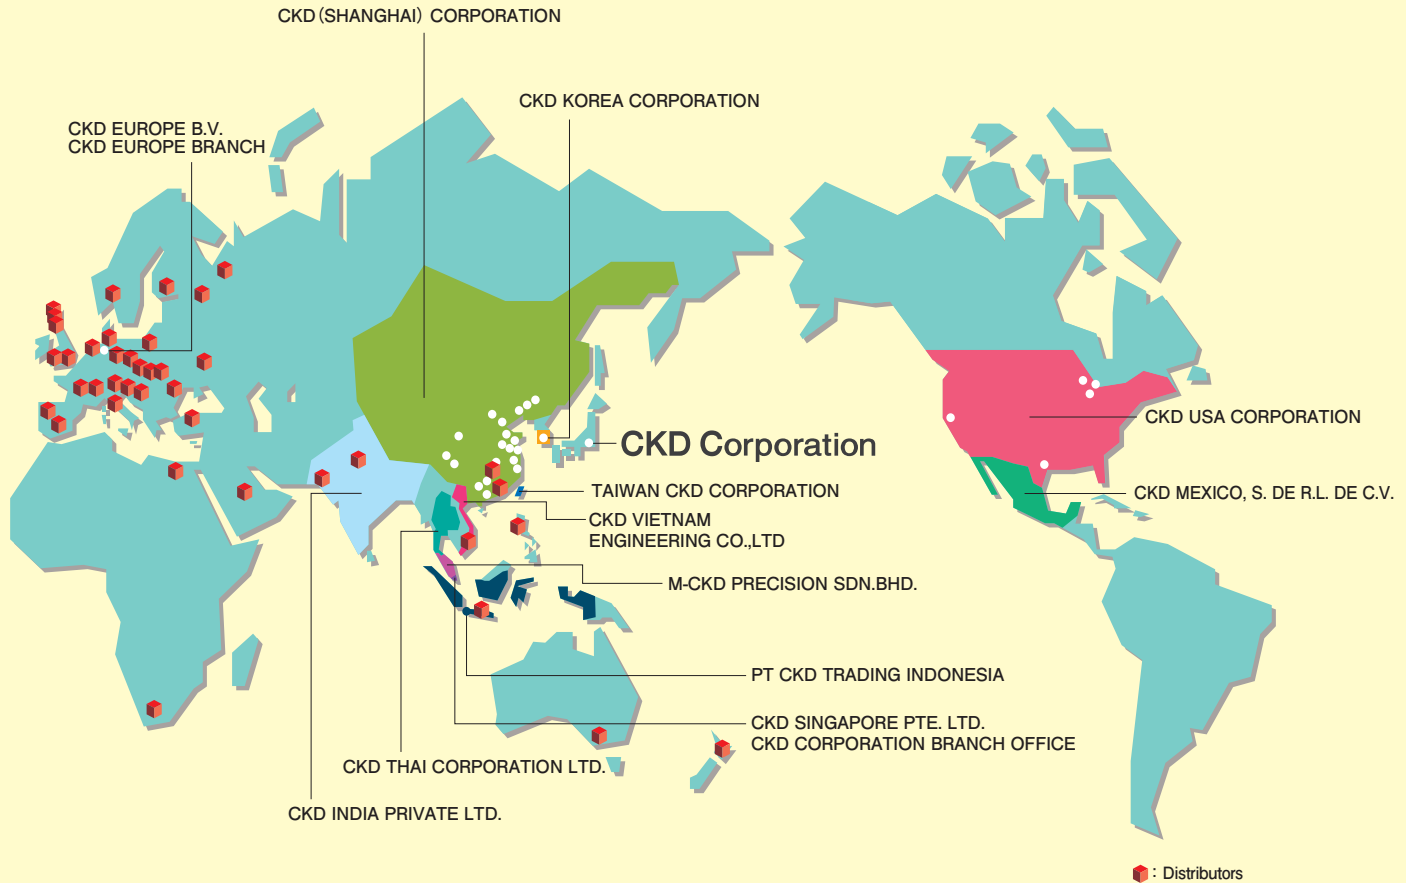 CKD (SHANGHAI) CORPORATION
CKD KOREA CORPORATION
CKD EUROPE B.V.
CKD EUROPE BRANCH
CKD USA CORPORATION
CKD Corporation
TAIWAN CKD CORPORATION
CKD MEXICO, S. DE R.L. DE C.V.
CKD VIETNAM
ENGINEERING CO.,LTD
M-CKD PRECISION SDN.BHD.
PT CKD TRADING INDONESIA
CKD SINGAPORE PTE. LTD.
CKD CORPORATION BRANCH OFFICE
CKD THAI CORPORATION LTD.
CKD INDIA PRIVATE LTD.
: Distributors